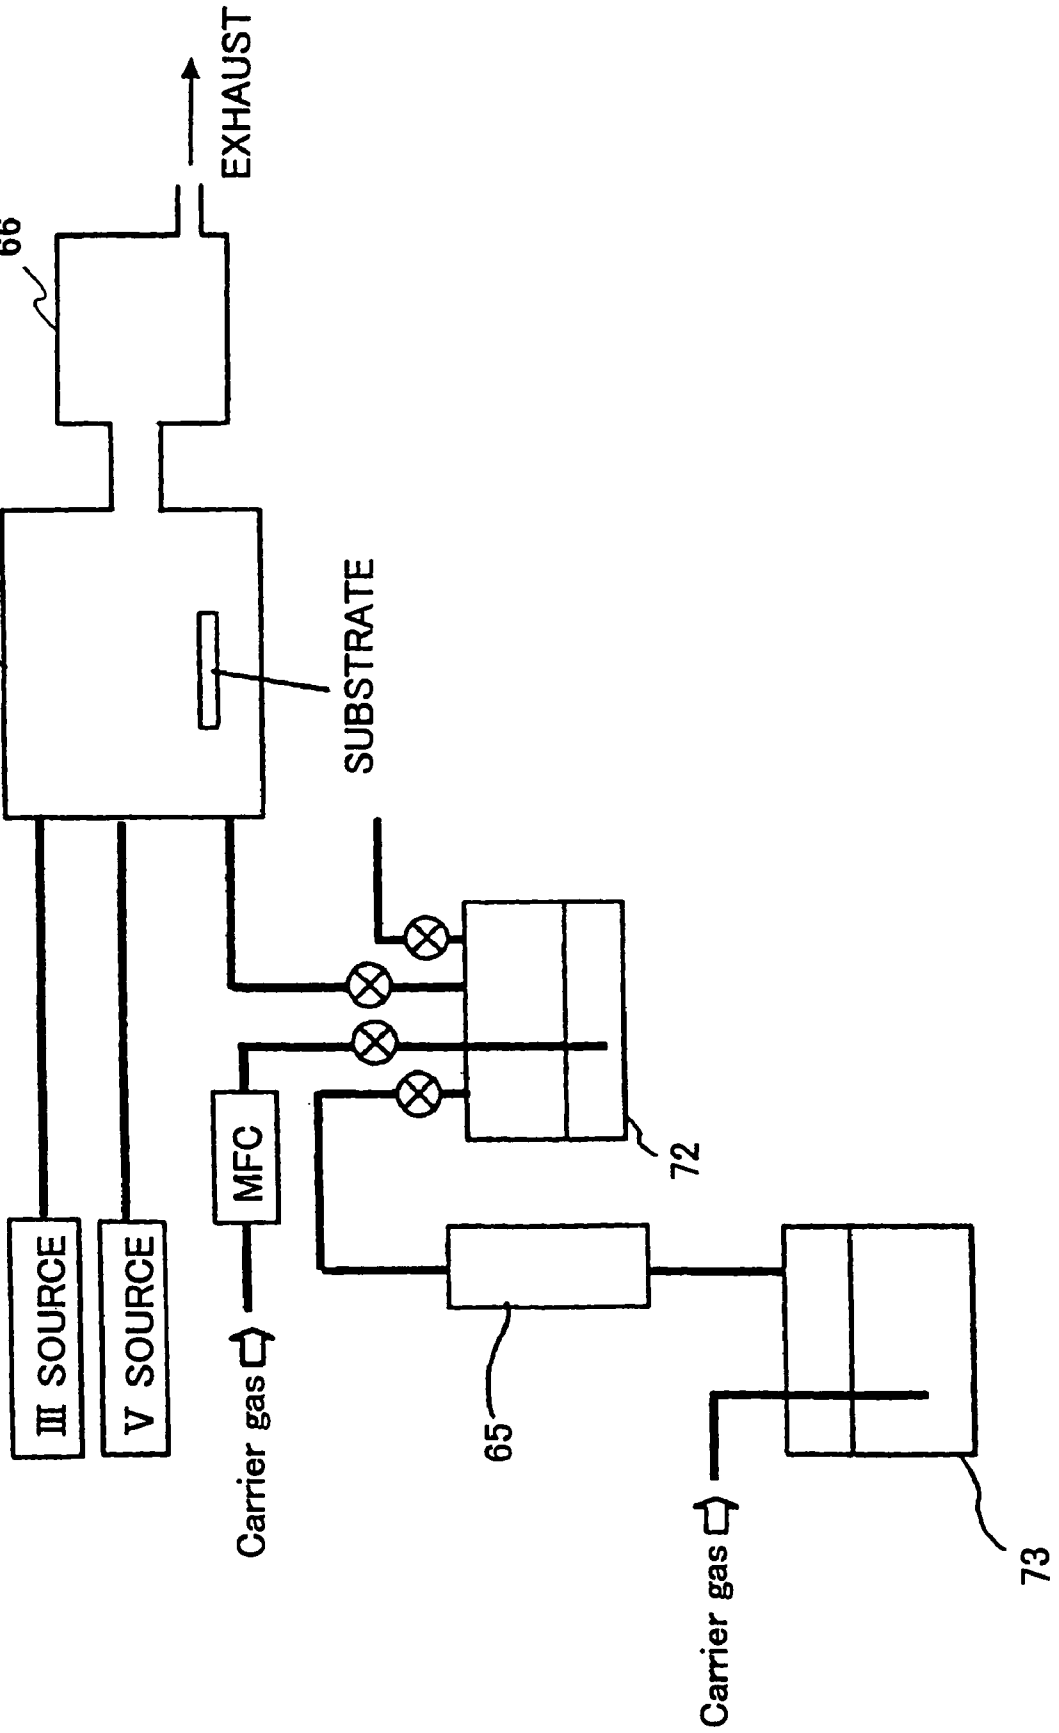 III SOURCE
V SOURCE
Carrier gas
MFC
SUBSTRATE
66
EXHAUST
72
65
Carrier gas
73